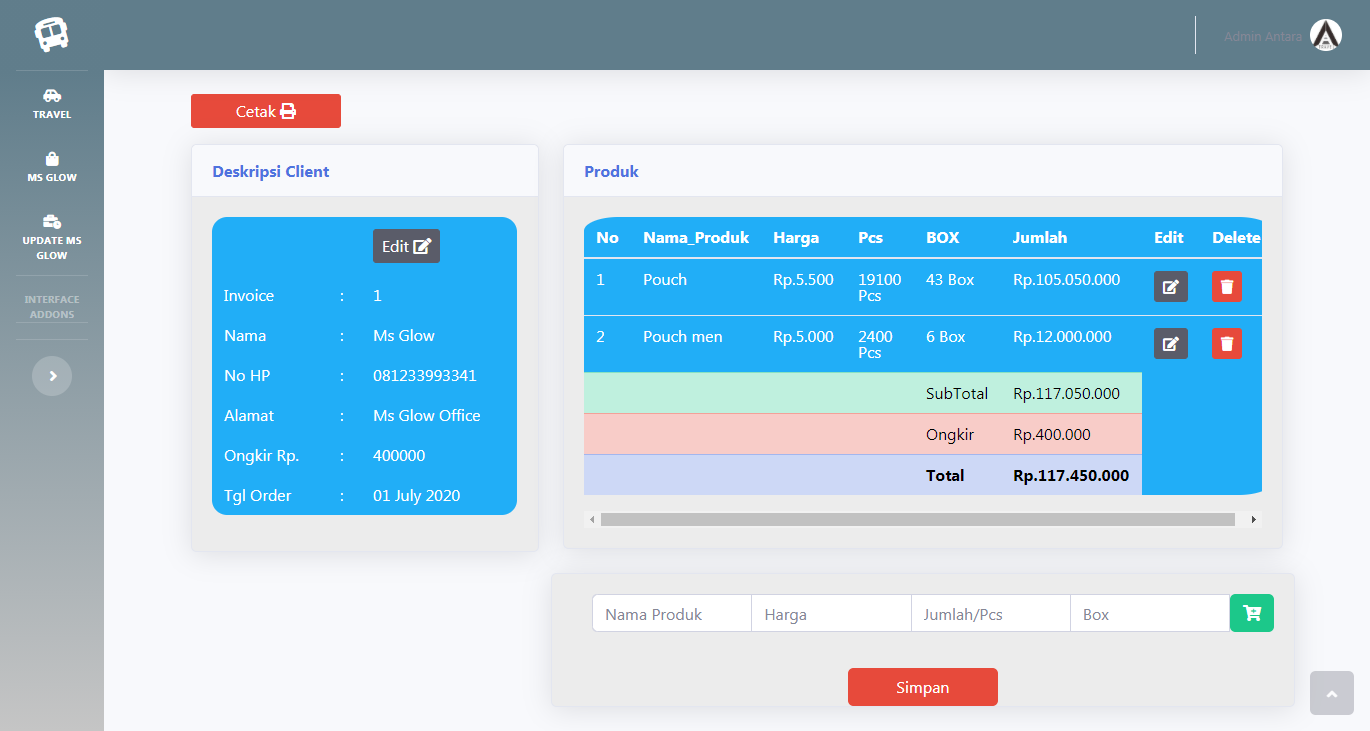 Admin Antara
TRAVEL
MS GLOW
UPDATE MS
GLOW
INTERFACE
ADDONS
Cetak
Deskripsi Client
Edit
Invoice : 1
Nama : Ms Glow
No HP : 081233993341
Alamat : Ms Glow Office
Ongkir Rp. : 400000
Tgl Order : 01 July 2020
Produk
No Nama_Produk Harga Pcs BOX Jumlah Edit Delete
1 Pouch Rp.5.500 19100 Pcs 43 Box Rp.105.050.000
2 Pouch men Rp.5.000 2400 Pcs 6 Box Rp.12.000.000
SubTotal Rp.117.050.000
Ongkir Rp.400.000
Total Rp.117.450.000
Nama Produk Harga Jumlah/Pcs Box
Simpan